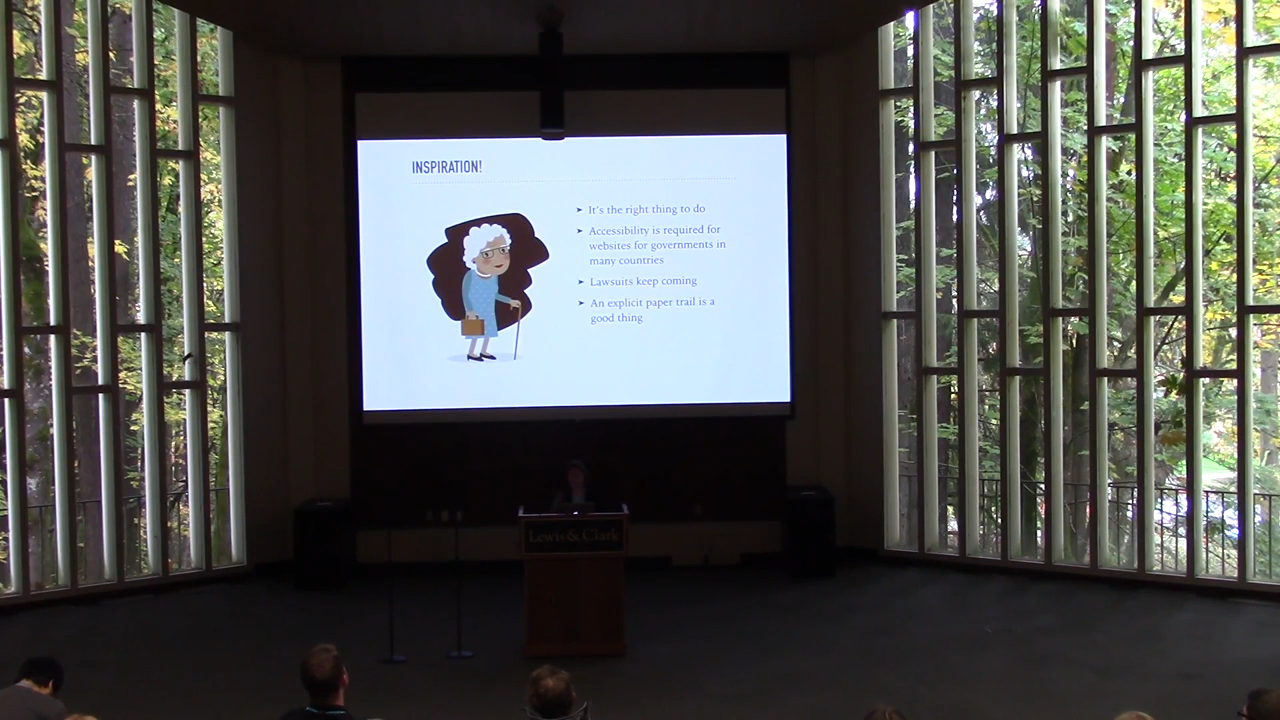 INSPIRATION!
➤ It's the right thing to do
➤ Accessibility is required for
websites for governments in
many countries
➤ Lawsuits keep coming
➤ An explicit paper trail is a
good thing
Lewis & Clark